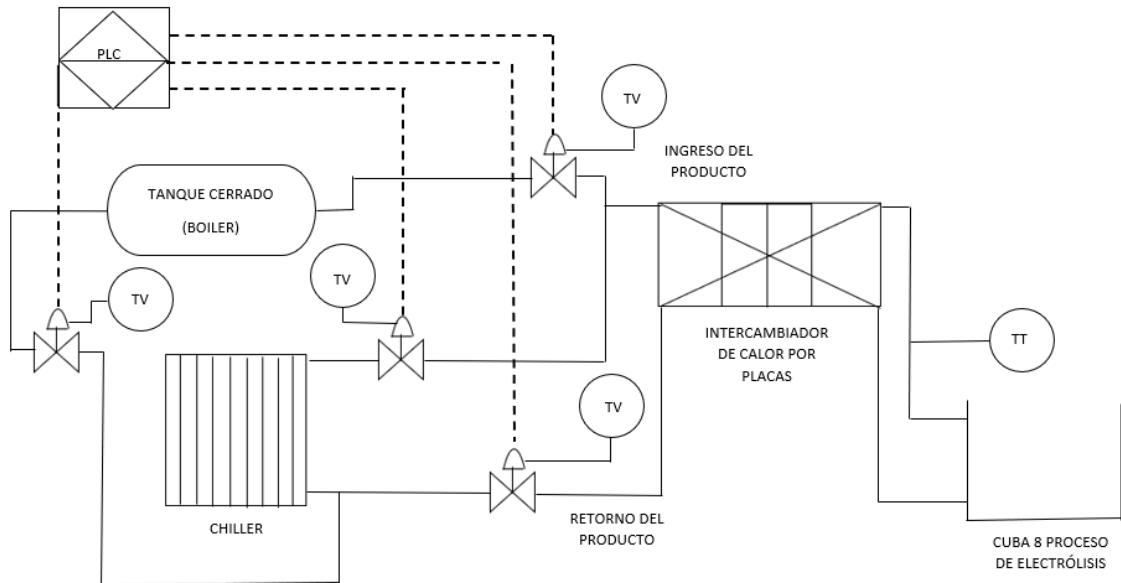 PLC
TV
INGRESO DEL
PRODUCTO
TANQUE CERRADO
(BOILER)
TV
TV
INTERCAMBIADOR
DE CALOR POR
PLACAS
TT
TV
CHILLER
RETORNO DEL
PRODUCTO
CUBA 8 PROCESO
DE ELECTRÓLISIS